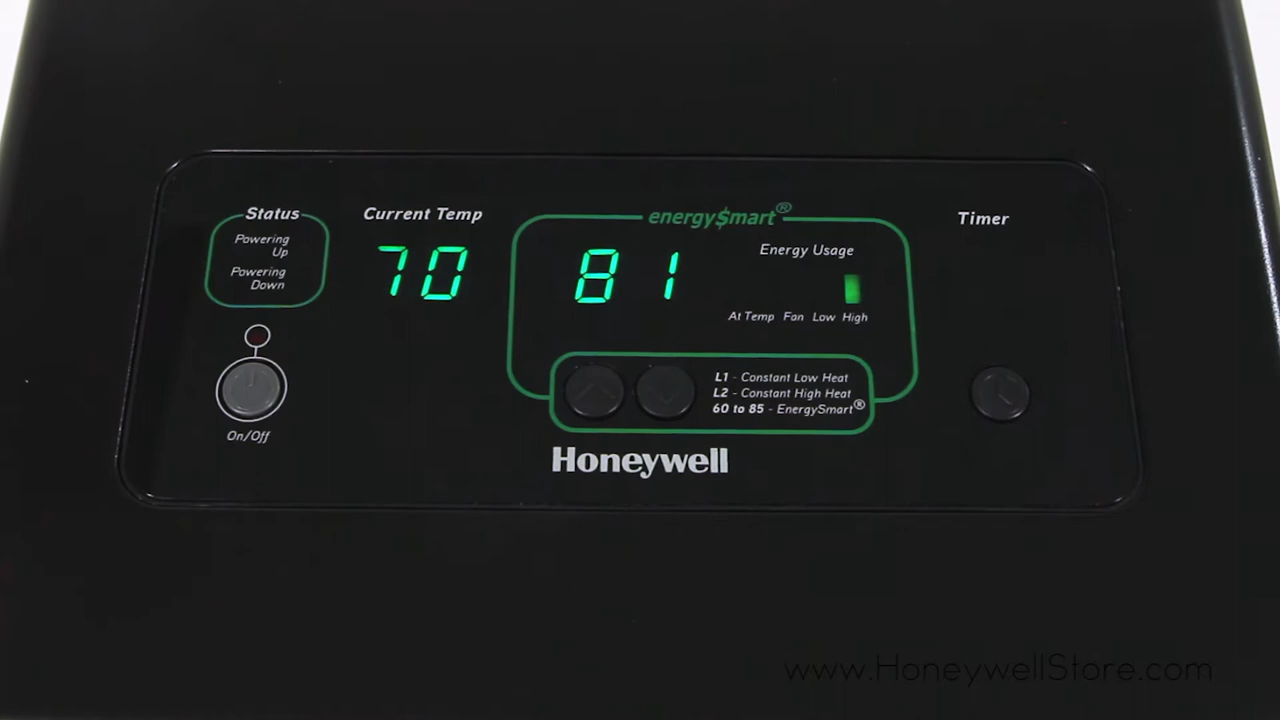 Status
Powering
Up
Powering
Down
On/Off
Current Temp
70
energy$mart®
81
Energy Usage
At Temp Fan Low High
L1 - Constant Low Heat
L2 - Constant High Heat
60 to 85 - EnergySmart®
Timer
Honeywell
www.HoneywellStore.com